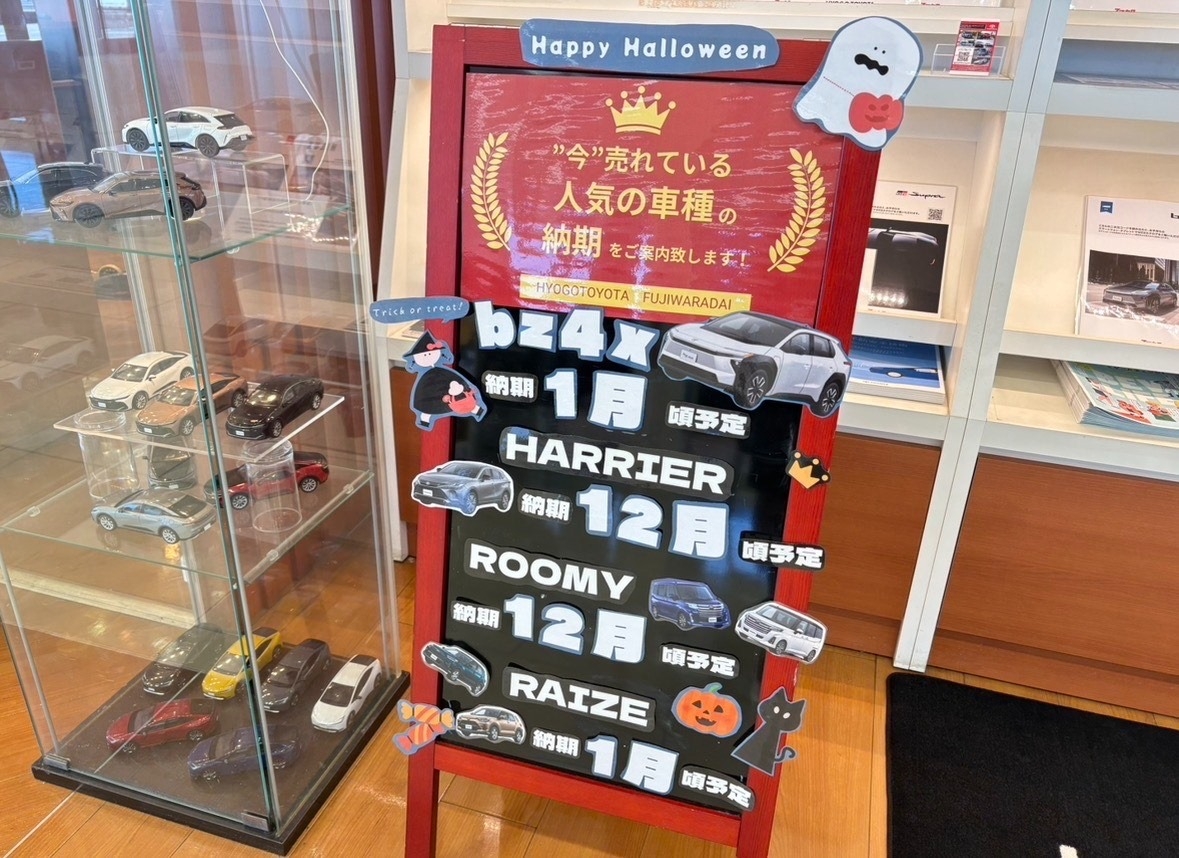 Happy Halloween
”今”売れている
人気の車種の
納期をご案内致します！
HYOGOTOYOTA FUJIWARADAI
Trick or treat!
bz4x
納期 1月 頃予定
HARRIER
納期 12月 頃予定
ROOMY
納期 12月 頃予定
RAIZE
納期 1月 頃予定
Supra